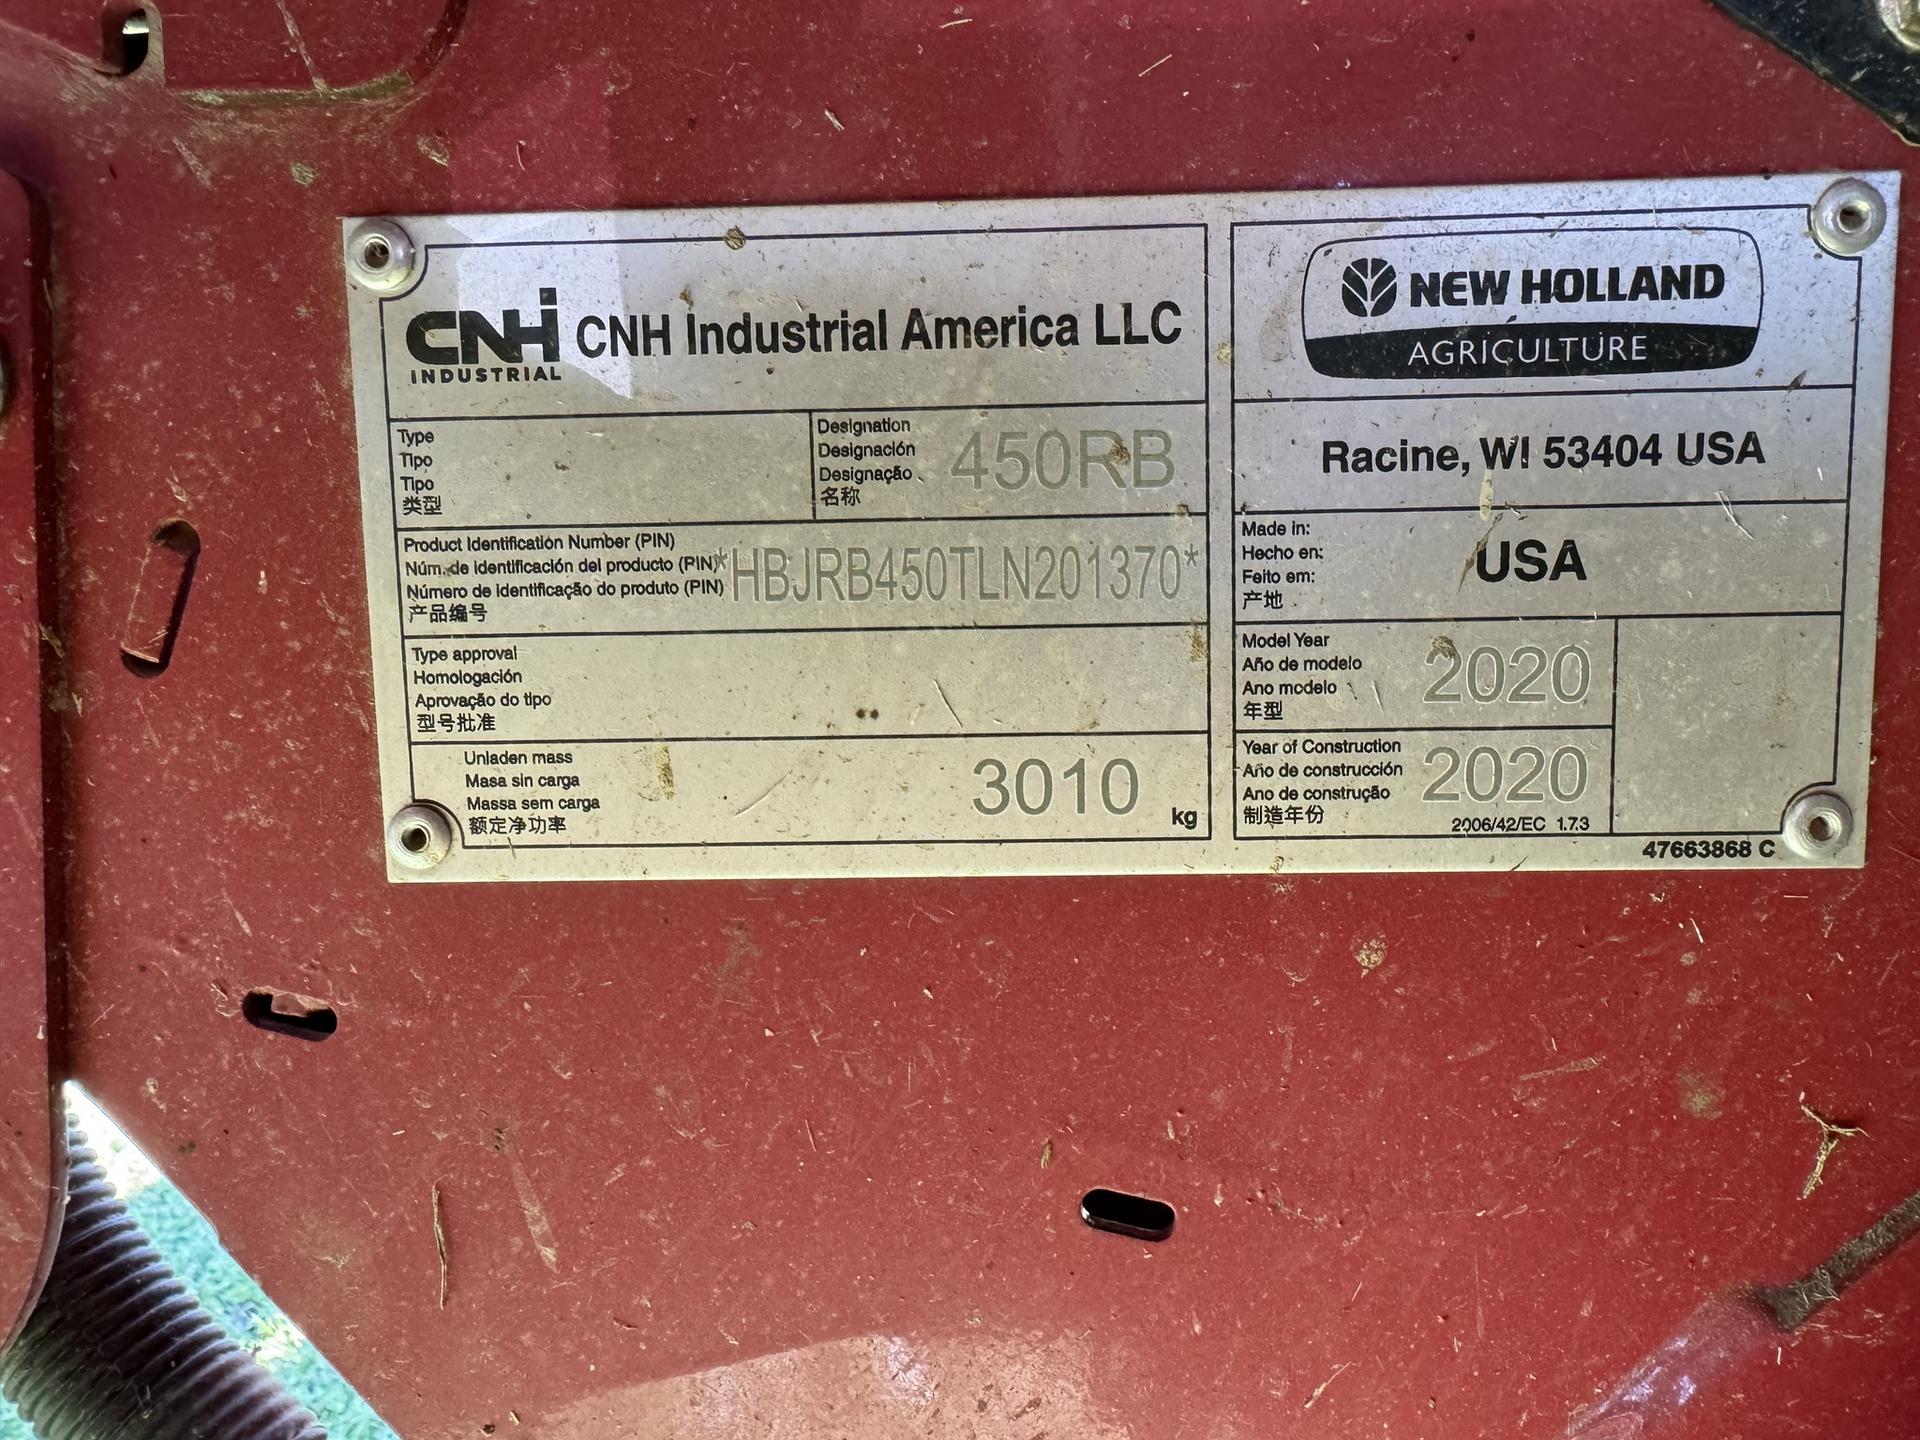 CNH INDUSTRIAL CNH Industrial America LLC
Type
Tipo
Tipo
类型
Designation
Designación
Designação
名称
450RB
Product Identification Number (PIN)
Núm. de identificación del producto (PIN)
Número de identificação do produto (PIN)
产品编号
*HBJRB450TLN201370*
Type approval
Homologación
Aprovação do tipo
型号批准
Unladen mass
Masa sin carga
Massa sem carga
额定净功率
3010 kg
NEW HOLLAND
AGRICULTURE
Racine, WI 53404 USA
Made in:
Hecho en:
Feito em:
产地
USA
Model Year
Año de modelo
Ano modelo
年型
2020
Year of Construction
Año de construcción
Ano de construção
制造年份
2020
2006/42/EC 1.7.3
47663868 C